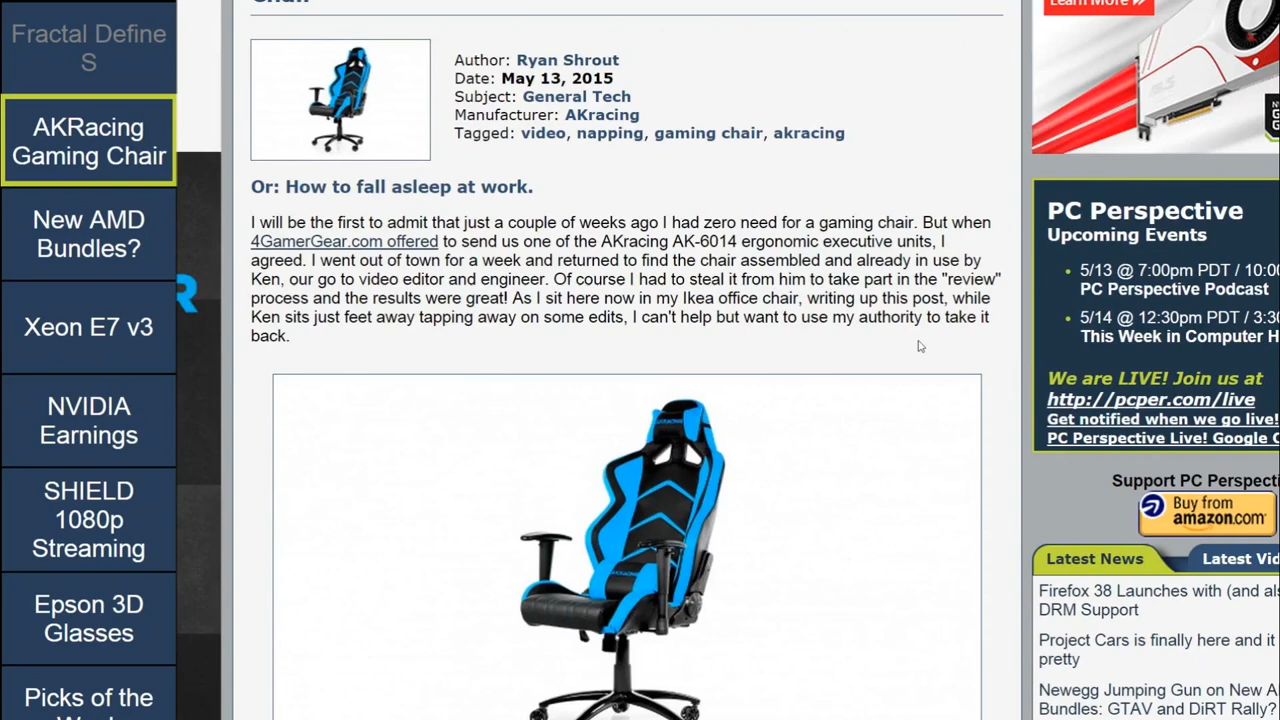 Fractal Define
S
AKRacing
Gaming Chair
New AMD
Bundles?
Xeon E7 v3
NVIDIA
Earnings
SHIELD
1080p
Streaming
Epson 3D
Glasses
Picks of the
R
Chair
Author: Ryan Shrout
Date: May 13, 2015
Subject: General Tech
Manufacturer: AKracing
Tagged: video, napping, gaming chair, akracing
Or: How to fall asleep at work.
I will be the first to admit that just a couple of weeks ago I had zero need for a gaming chair. But when
4GamerGear.com offered to send us one of the AKracing AK-6014 ergonomic executive units, I
agreed. I went out of town for a week and returned to find the chair assembled and already in use by
Ken, our go to video editor and engineer. Of course I had to steal it from him to take part in the "review"
process and the results were great! As I sit here now in my Ikea office chair, writing up this post, while
Ken sits just feet away tapping away on some edits, I can't help but want to use my authority to take it
back.
Learn More
PC Perspective
Upcoming Events
5/13 @ 7:00pm PDT / 10:00
PC Perspective Podcast
5/14 @ 12:30pm PDT / 3:30
This Week in Computer H
We are LIVE! Join us at
http://pcper.com/live
Get notified when we go live!
PC Perspective Live! Google C
Support PC Perspecti
Buy from
amazon.com
Latest News
Latest Vid
Firefox 38 Launches with (and als
DRM Support
Project Cars is finally here and it
pretty
Newegg Jumping Gun on New A
Bundles: GTAV and DiRT Rally?